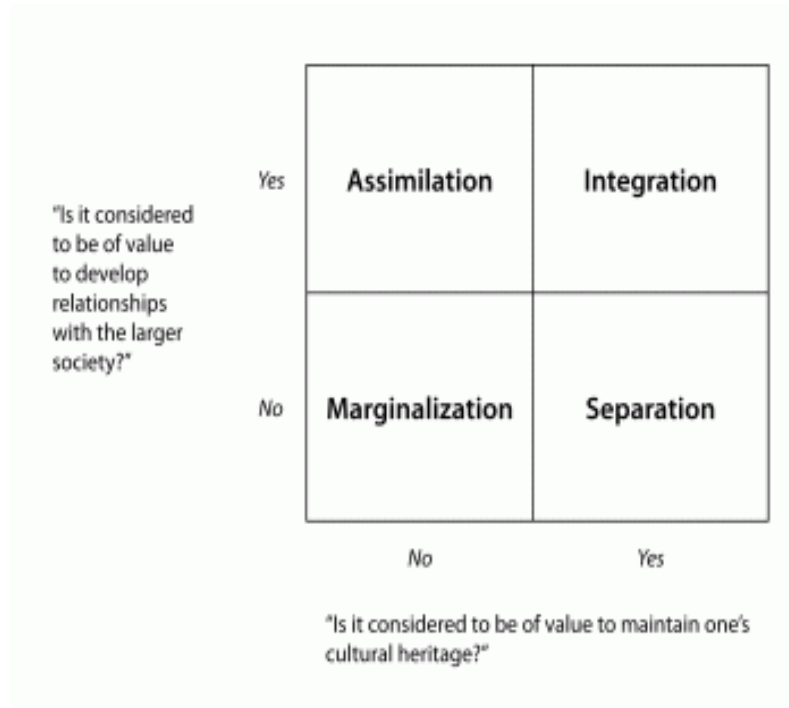 Yes
Assimilation
Integration
"Is it considered
to be of value
to develop
relationships
with the larger
society?"
No
Marginalization
Separation
No
Yes
"Is it considered to be of value to maintain one's
cultural heritage?"